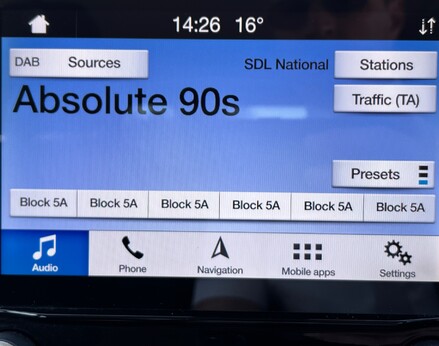 14:26 16°
DAB Sources
SDL National
Stations
Absolute 90s
Traffic (TA)
Presets
Block 5A Block 5A Block 5A Block 5A Block 5A Block 5A
Audio Phone Navigation Mobile apps Settings